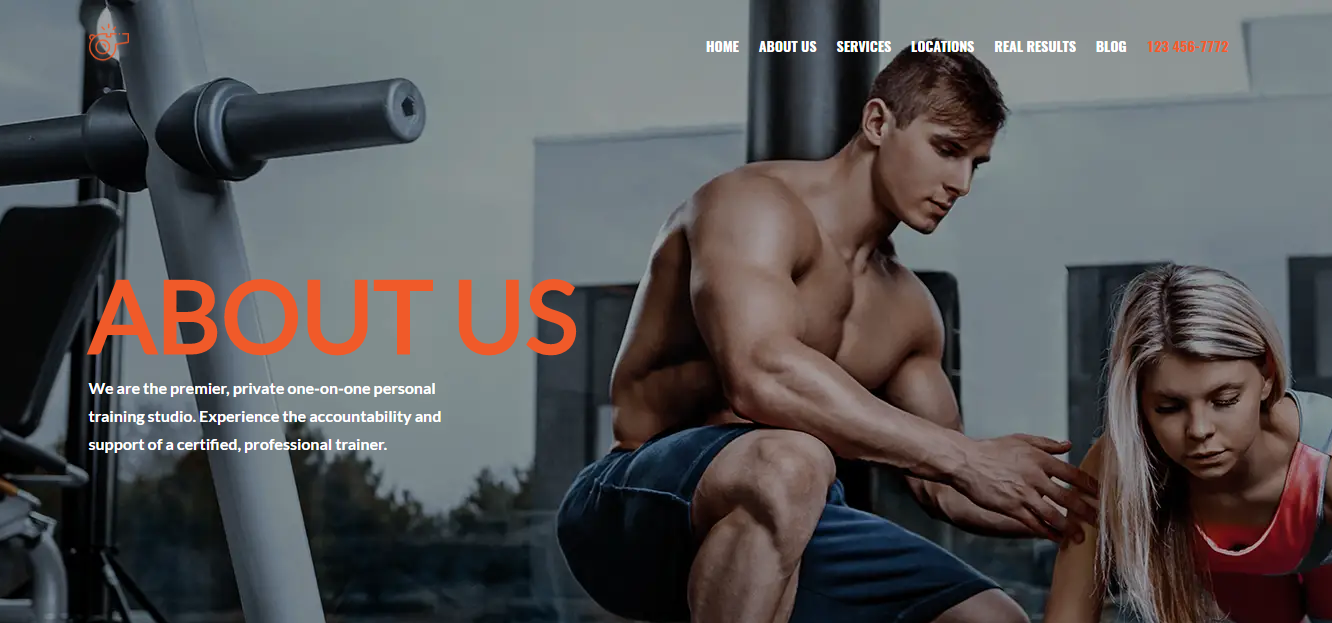 HOME ABOUT US SERVICES LOCATIONS REAL RESULTS BLOG 123 456-7772
ABOUT US
We are the premier, private one-on-one personal
training studio. Experience the accountability and
support of a certified, professional trainer.